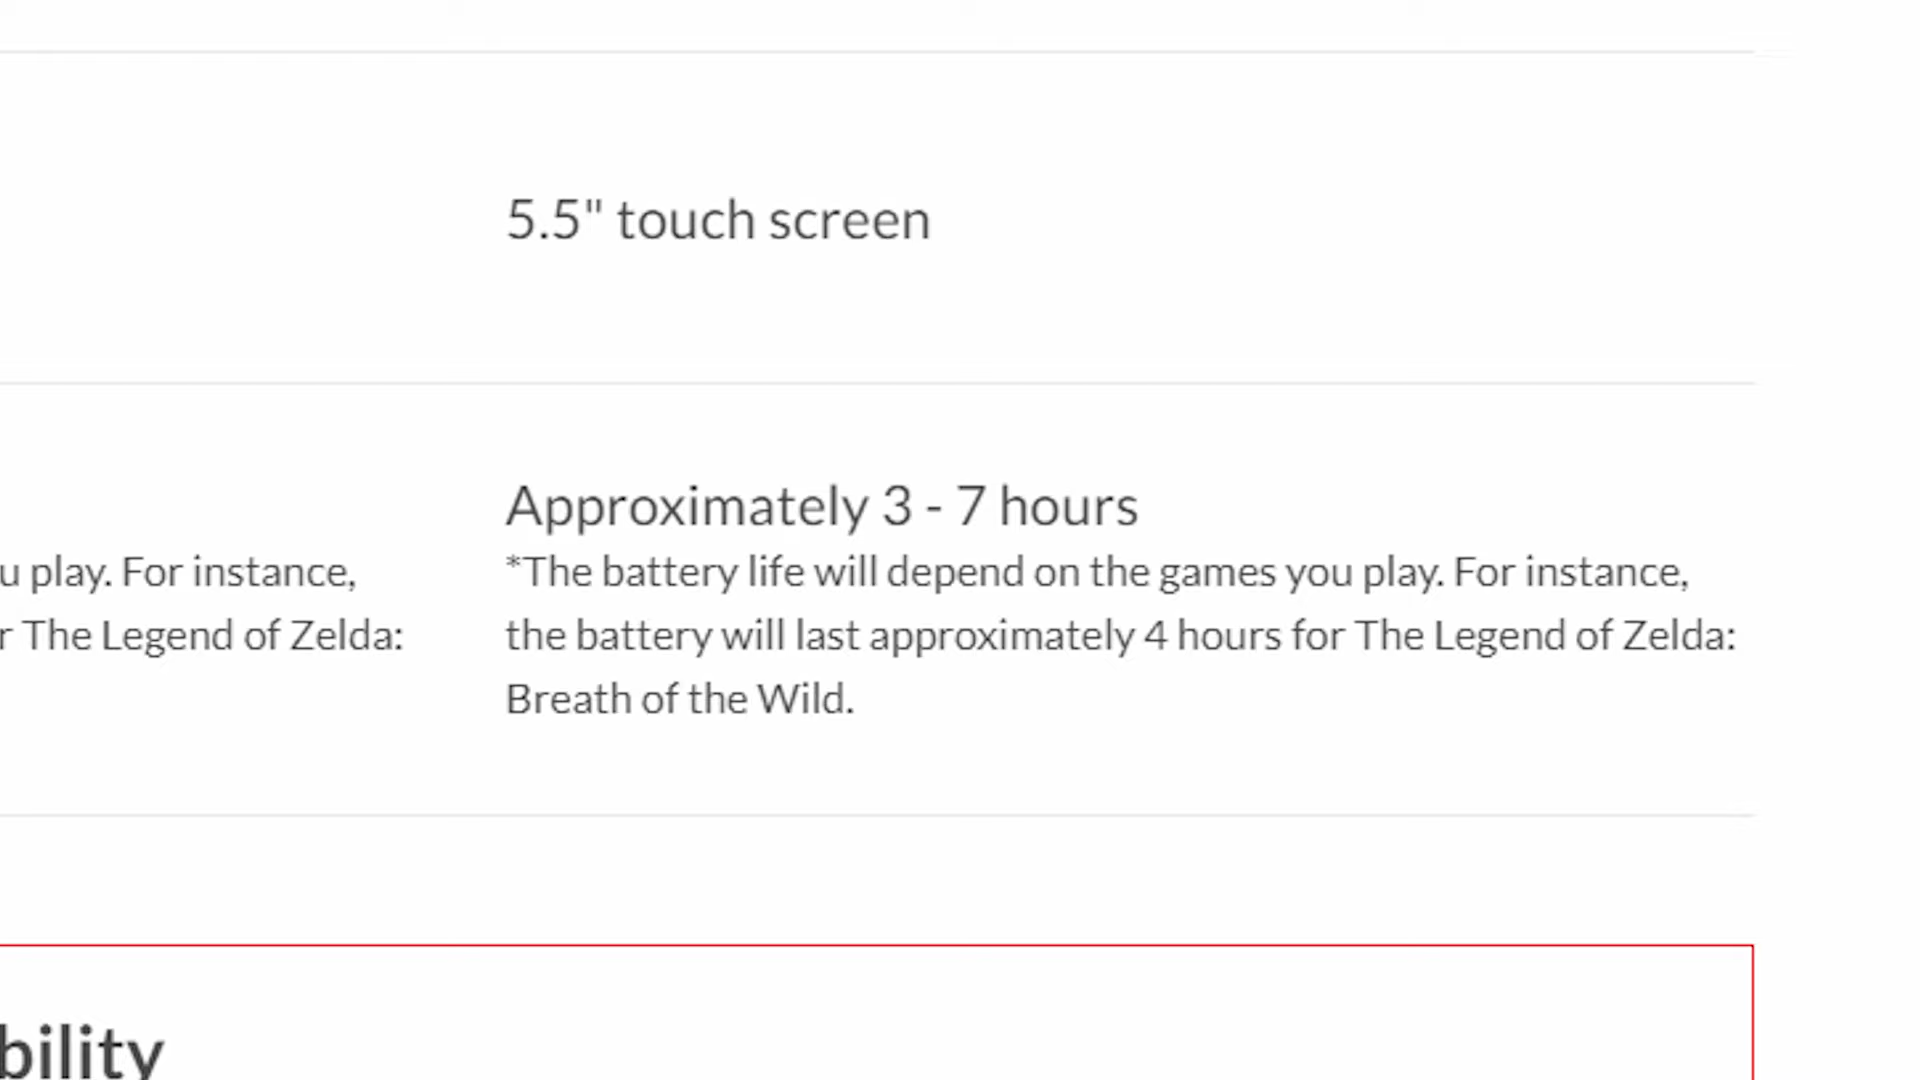 5.5" touch screen
Approximately 3 - 7 hours
u play. For instance,
*The battery life will depend on the games you play. For instance,
r The Legend of Zelda:
the battery will last approximately 4 hours for The Legend of Zelda:
Breath of the Wild.
bility